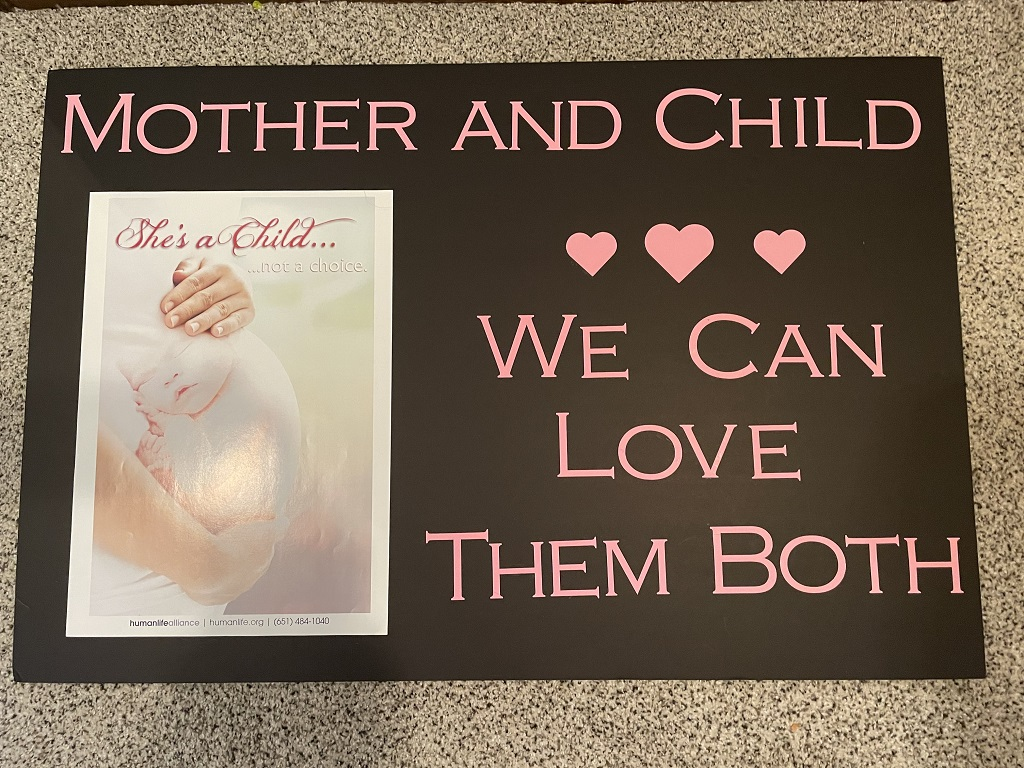 MOTHER AND CHILD
She's a Child...
...not a choice.
WE CAN
LOVE
THEM BOTH
humanlifealliance | humanlife.org | (651) 484-1040